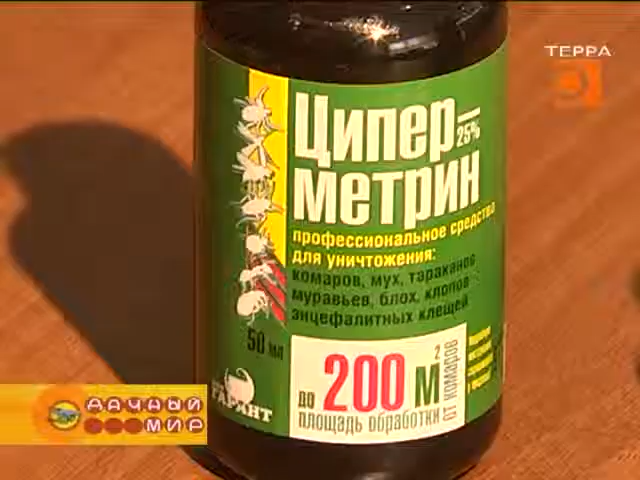 ТЕРРА
Ципер-
25%
метрин
профессиональное средство
для уничтожения:
комаров, мух, тараканов
муравьев, блох, клопов
энцефалитных клещей
50 мл
до 200 м2
площадь обработки
от комаров
ГАРАНТ
ДАЧНЫЙ
МИР